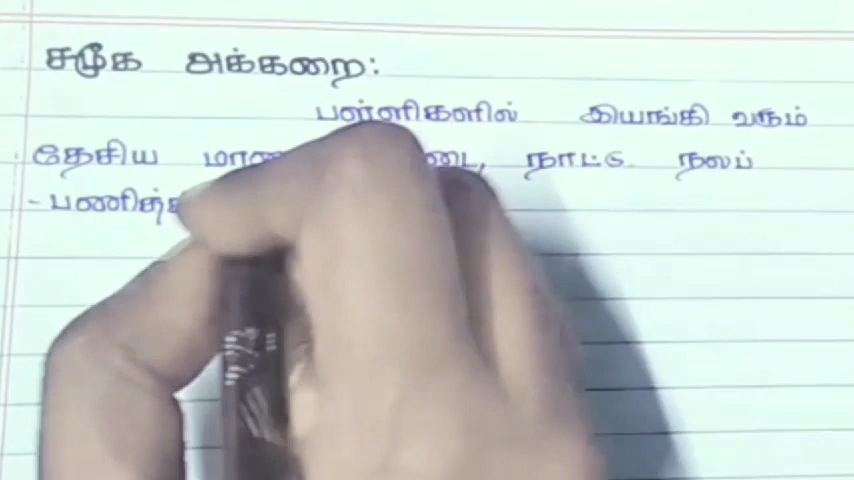 சமூக அக்கறை:
பள்ளிகளில் இயங்கி வரும்
தேசிய நாட்டு நலப்